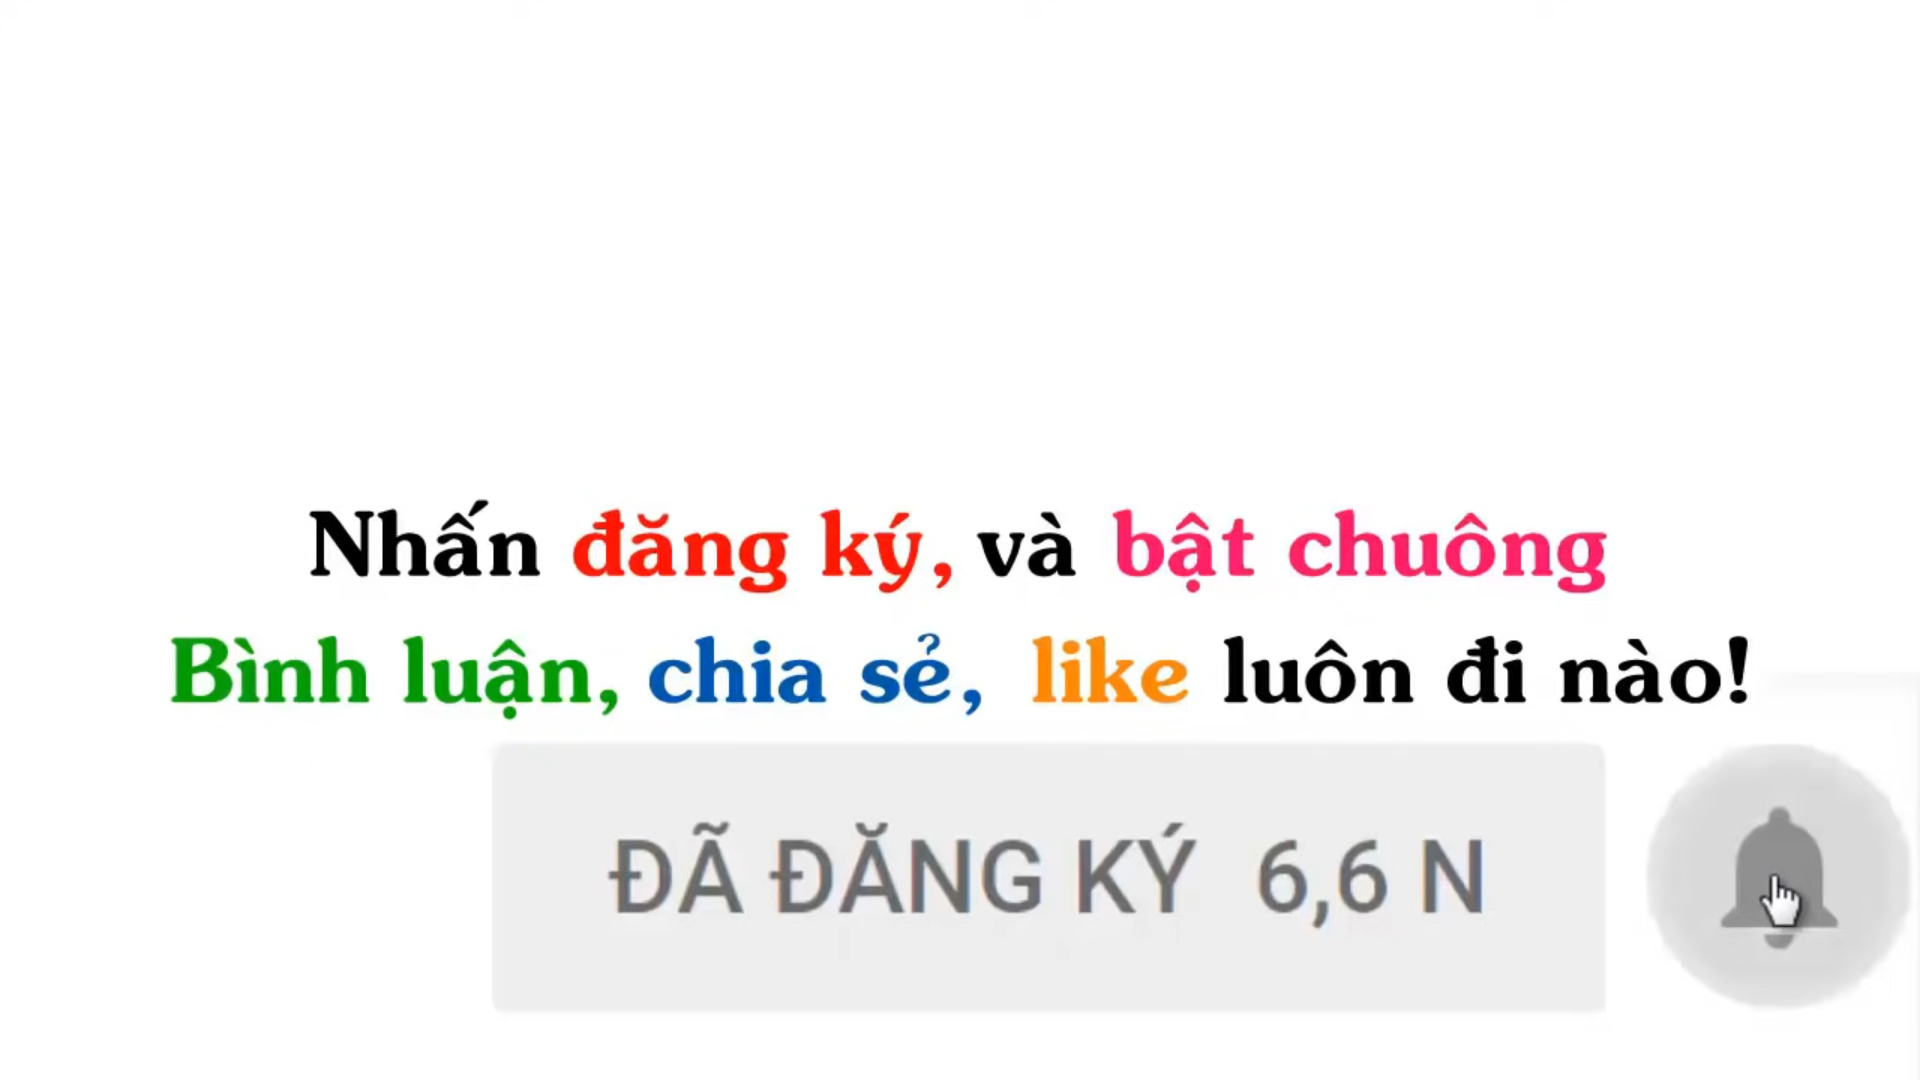 Nhấn đăng ký, và bật chuông
Bình luận, chia sẻ, like luôn đi nào!
ĐÃ ĐĂNG KÝ 6,6 N